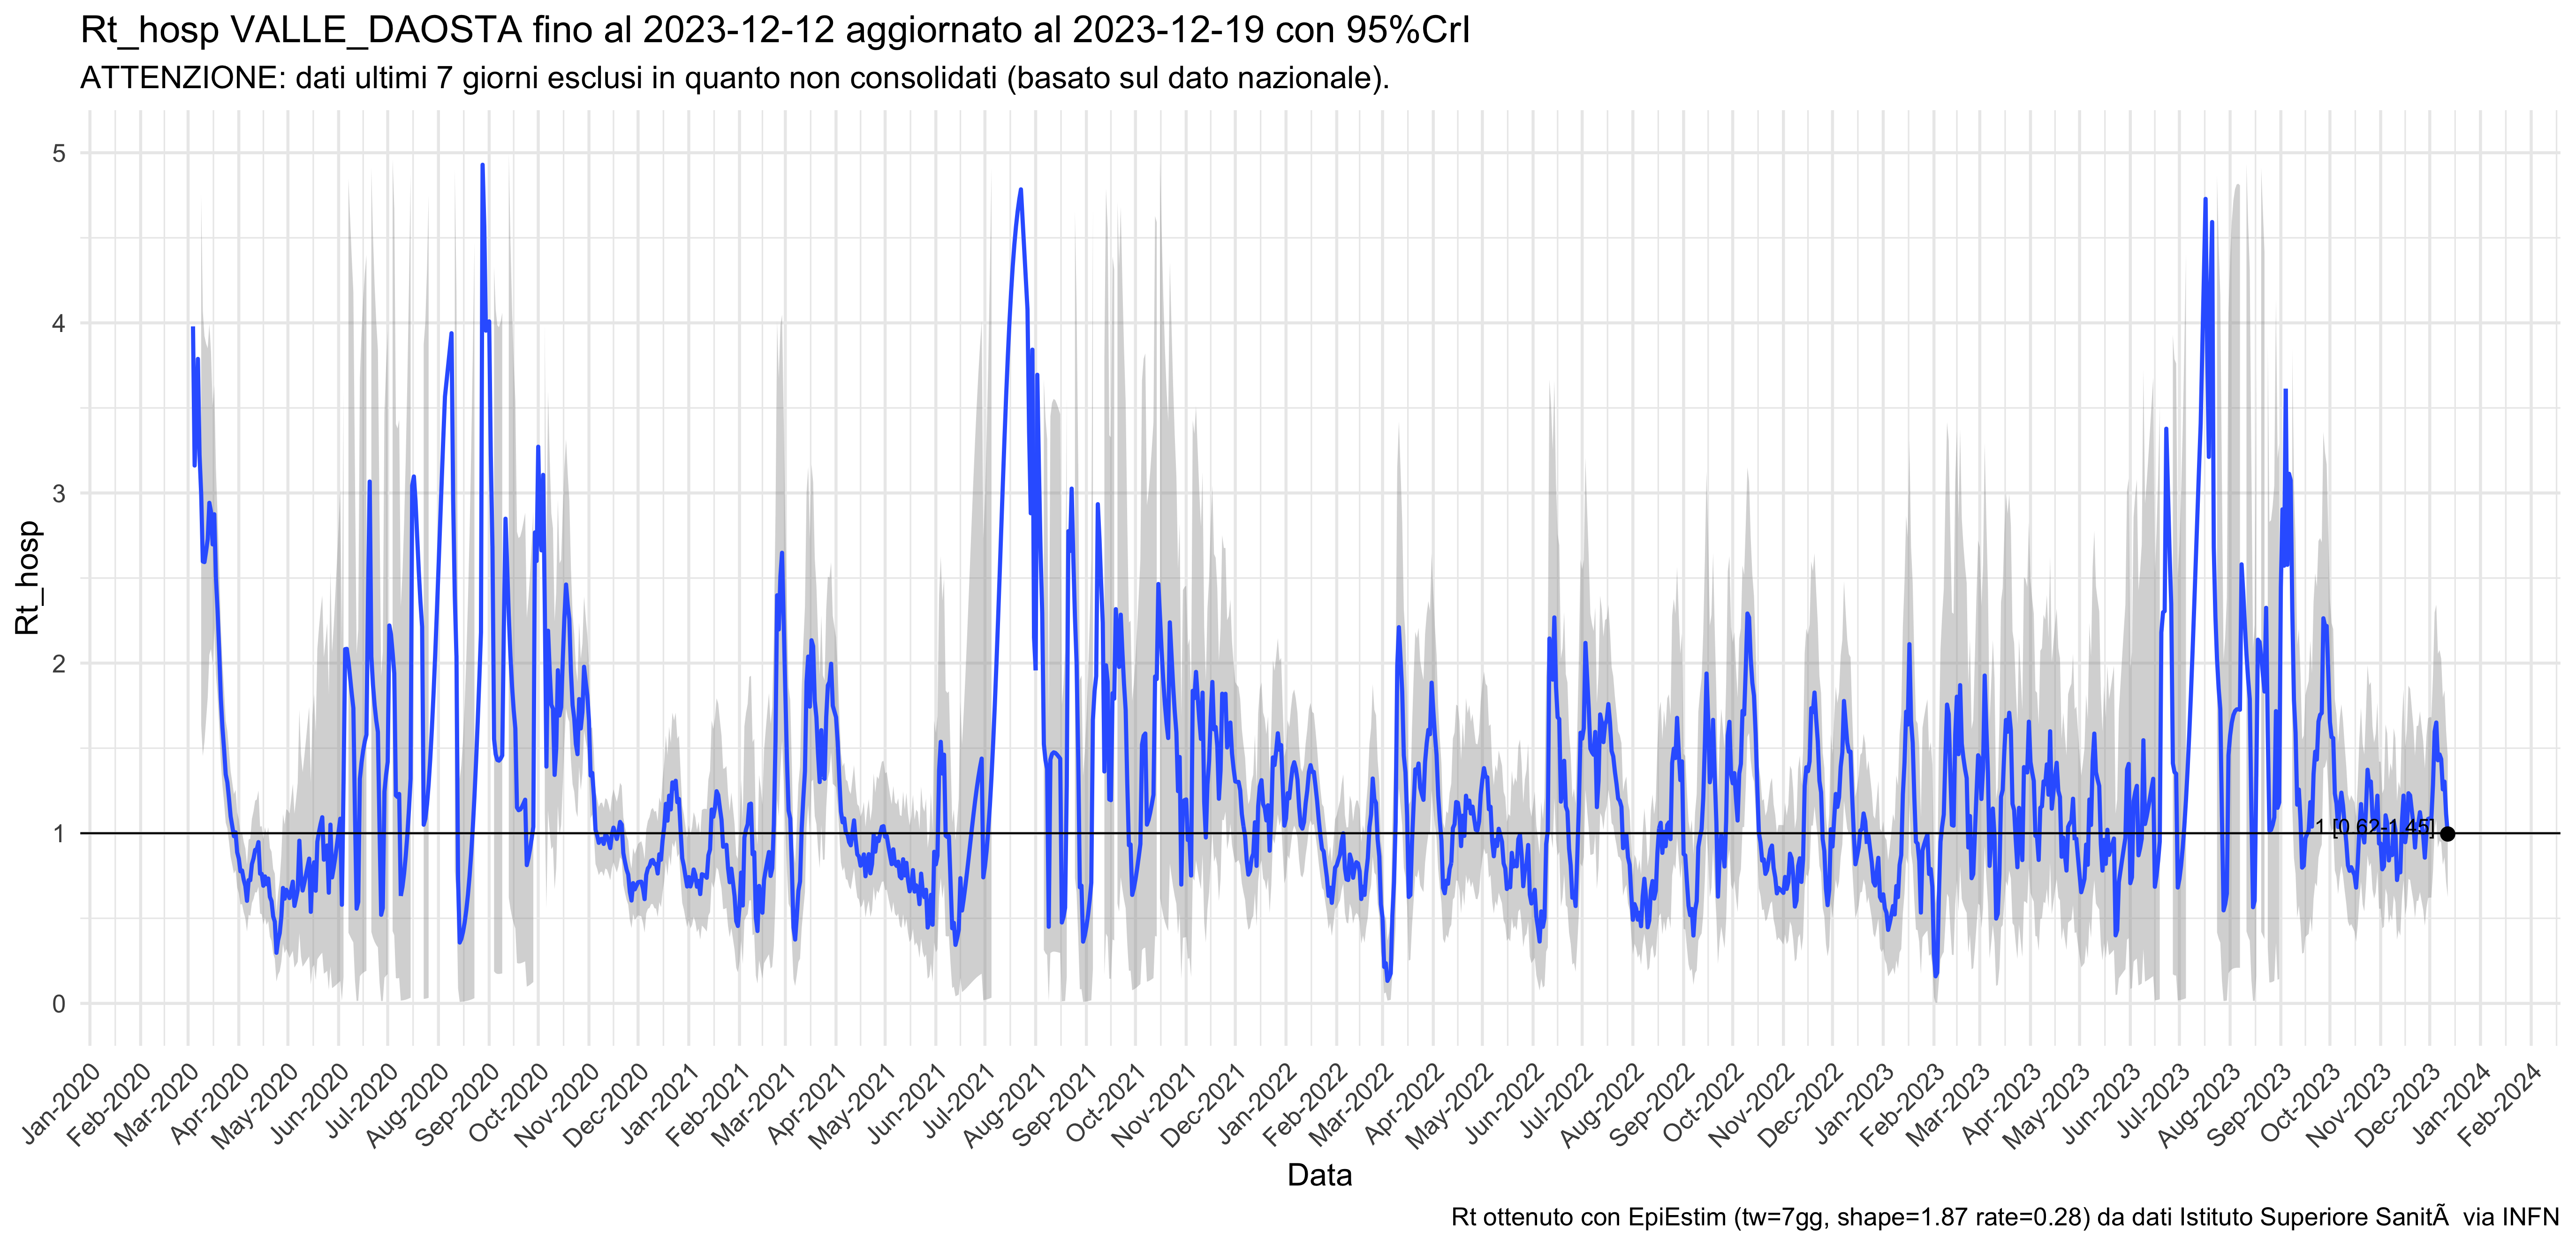 Rt_hosp VALLE_DAOSTA fino al 2023-12-12 aggiornato al 2023-12-19 con 95%CrI
ATTENZIONE: dati ultimi 7 giorni esclusi in quanto non consolidati (basato sul dato nazionale).
Rt_hosp
5
4
3
2
1
0
1 [0.62-1.45]
Jan-2020
Feb-2020
Mar-2020
Apr-2020
May-2020
Jun-2020
Jul-2020
Aug-2020
Sep-2020
Oct-2020
Nov-2020
Dec-2020
Jan-2021
Feb-2021
Mar-2021
Apr-2021
May-2021
Jun-2021
Jul-2021
Aug-2021
Sep-2021
Oct-2021
Nov-2021
Dec-2021
Jan-2022
Feb-2022
Mar-2022
Apr-2022
May-2022
Jun-2022
Jul-2022
Aug-2022
Sep-2022
Oct-2022
Nov-2022
Dec-2022
Jan-2023
Feb-2023
Mar-2023
Apr-2023
May-2023
Jun-2023
Jul-2023
Aug-2023
Sep-2023
Oct-2023
Nov-2023
Dec-2023
Jan-2024
Feb-2024
Data
Rt ottenuto con EpiEstim (tw=7gg, shape=1.87 rate=0.28) da dati Istituto Superiore SanitÃ  via INFN